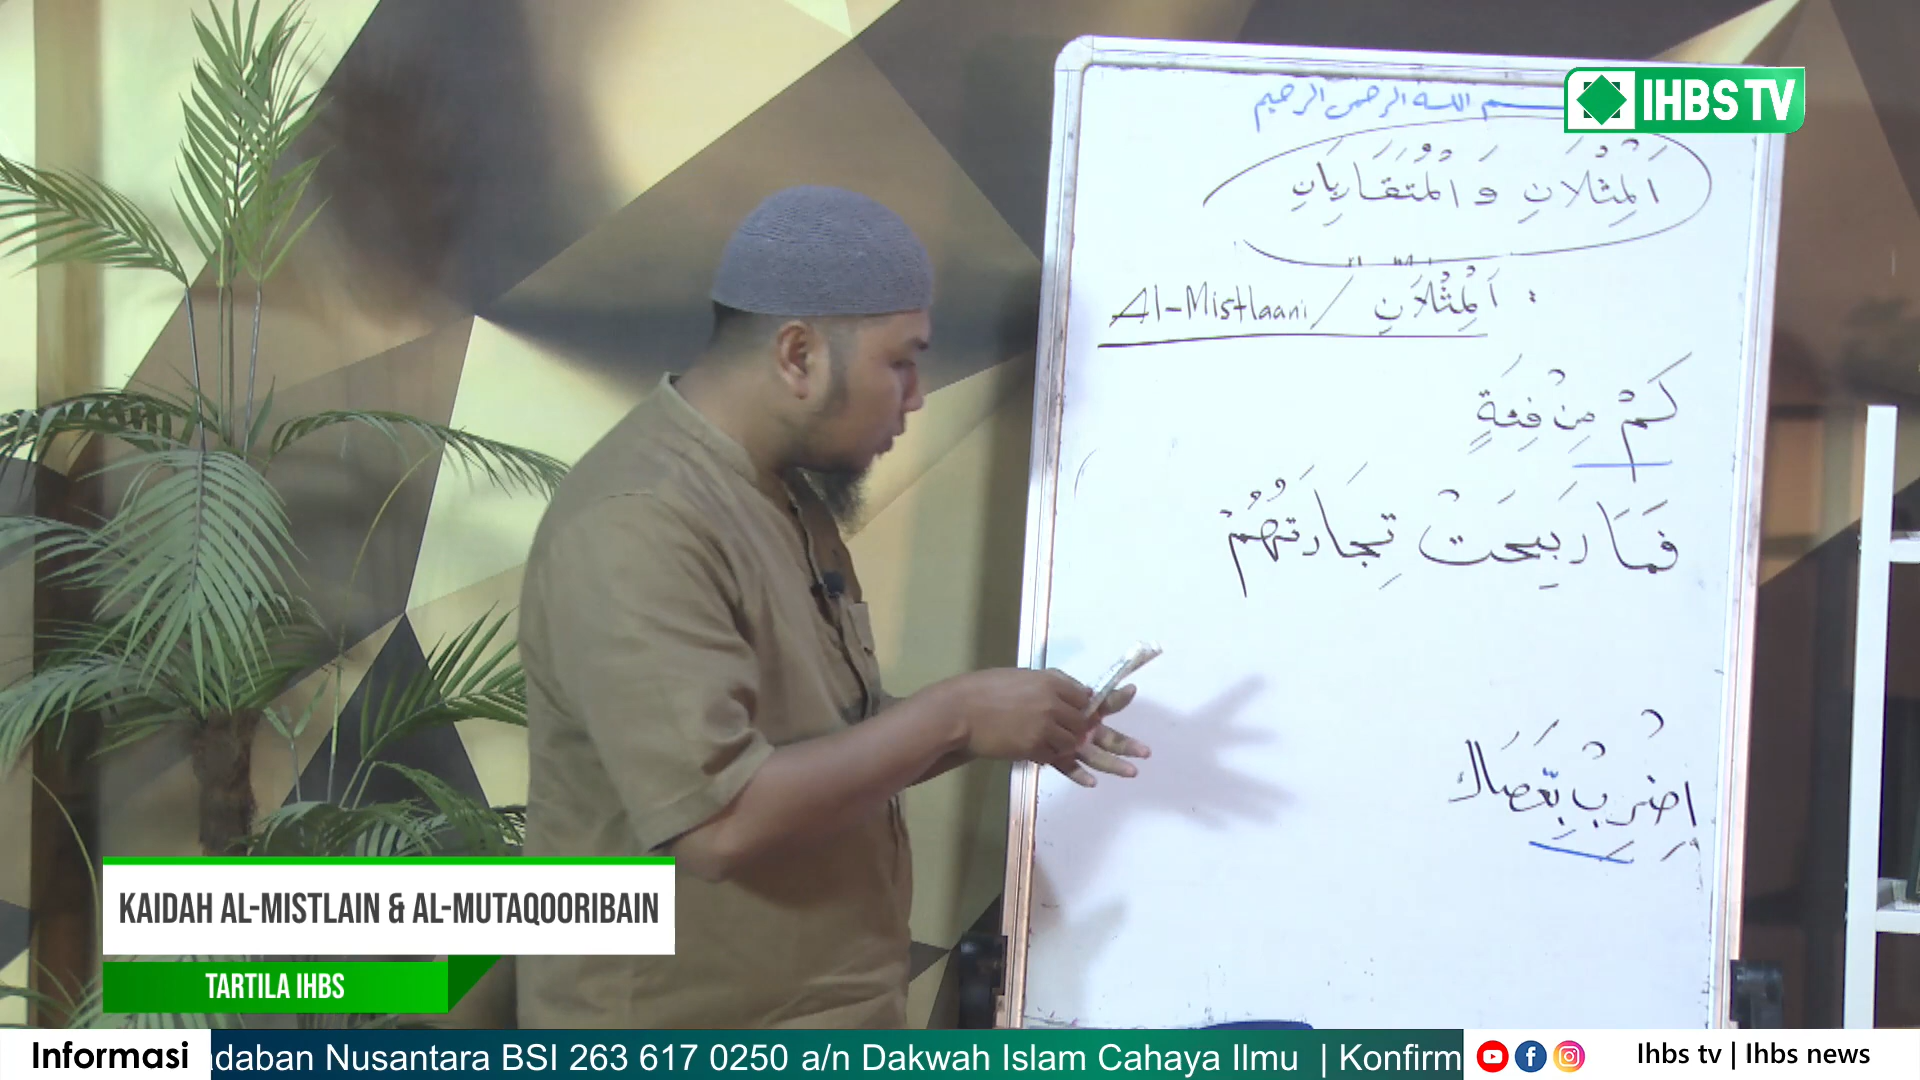 IHBS TV
بسم الله الرحمن الرحيم
اَلْمِثْلَانِ وَ الْمُتَقَارِبَانِ
Al-Mistlaani / اَلْمِثْلَانِ :
كَمْ مِنْ فِئَةٍ
فَمَا رَبِحَتْ تِجَارَتُهُمْ
اِضْرِبْ بِّعَصَاكَ
KAIDAH AL-MISTLAIN & AL-MUTAQOORIBAIN
TARTILA IHBS
Informasi adaban Nusantara BSI 263 617 0250 a/n Dakwah Islam Cahaya Ilmu | Konfirm Ihbs tv | Ihbs news